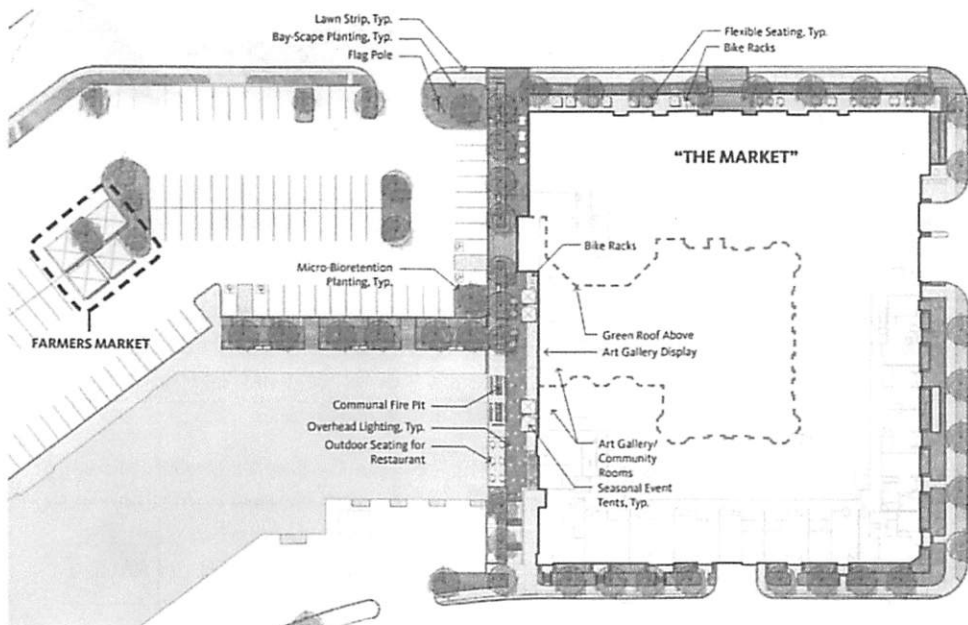 Lawn Strip, Typ.
Bay-Scape Planting, Typ.
Flag Pole
Flexible Seating, Typ.
Bike Racks
"THE MARKET"
Bike Racks
Micro-Bioretention
Planting, Typ.
FARMERS MARKET
Green Roof Above
Art Gallery Display
Communal Fire Pit
Overhead Lighting, Typ.
Outdoor Seating for
Restaurant
Art Gallery/
Community
Rooms
Seasonal Event
Tents, Typ.